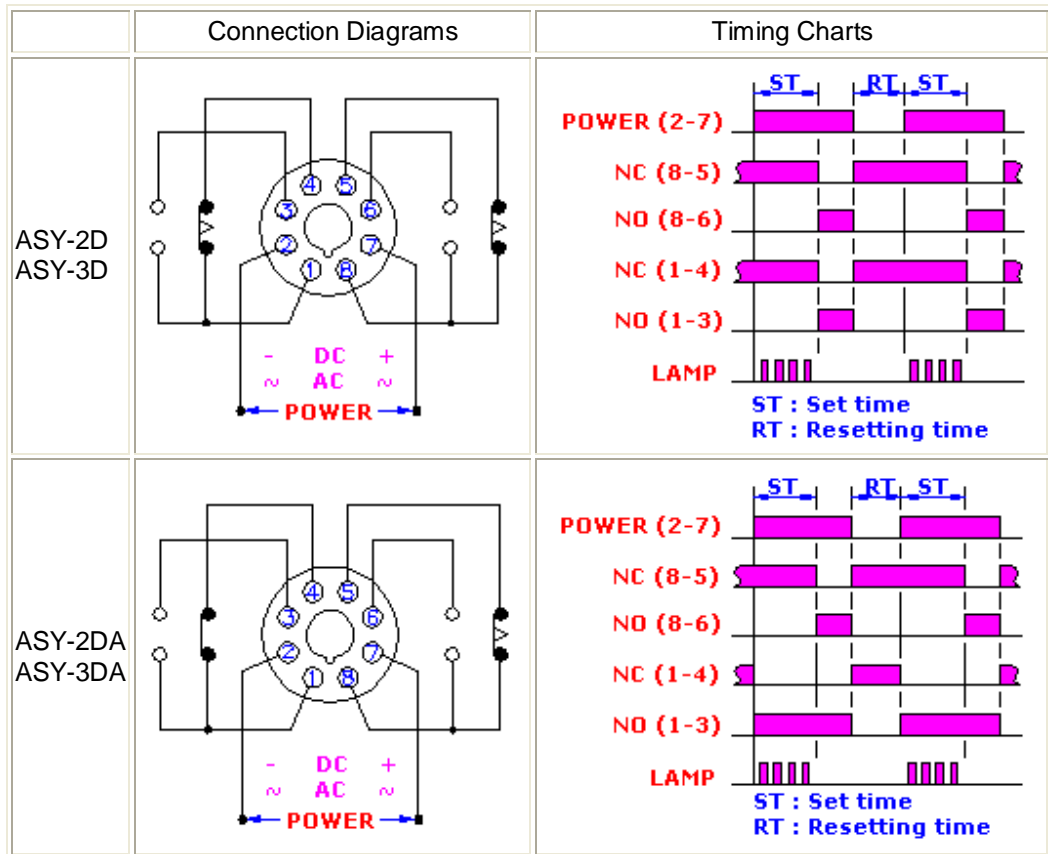 Connection Diagrams
Timing Charts
ASY-2D
ASY-3D
4 5
3 6
2 7
1 8
- DC +
~ AC ~
POWER
ST RT ST
POWER (2-7)
NC (8-5)
NO (8-6)
NC (1-4)
NO (1-3)
LAMP
ST : Set time
RT : Resetting time
ASY-2DA
ASY-3DA
4 5
3 6
2 7
1 8
- DC +
~ AC ~
POWER
ST RT ST
POWER (2-7)
NC (8-5)
NO (8-6)
NC (1-4)
NO (1-3)
LAMP
ST : Set time
RT : Resetting time